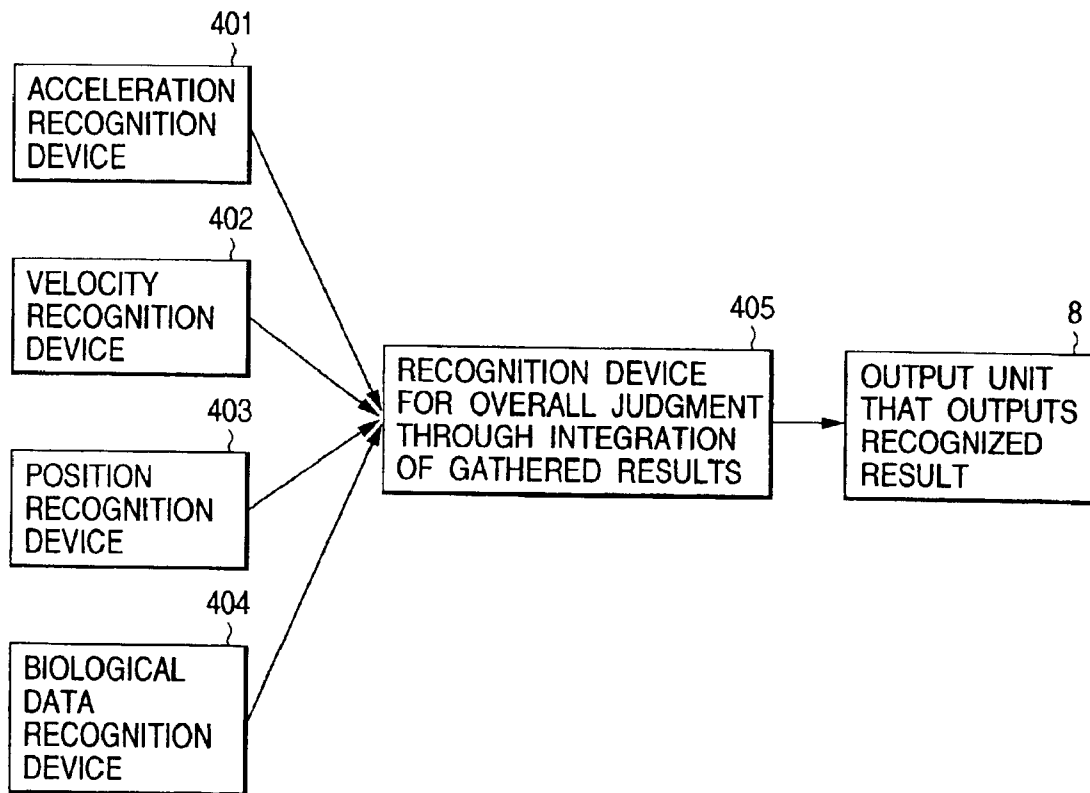 401
ACCELERATION
RECOGNITION
DEVICE
402
VELOCITY
RECOGNITION
DEVICE
403
POSITION
RECOGNITION
DEVICE
404
BIOLOGICAL
DATA
RECOGNITION
DEVICE
405
RECOGNITION DEVICE
FOR OVERALL JUDGMENT
THROUGH INTEGRATION
OF GATHERED RESULTS
8
OUTPUT UNIT
THAT OUTPUTS
RECOGNIZED
RESULT